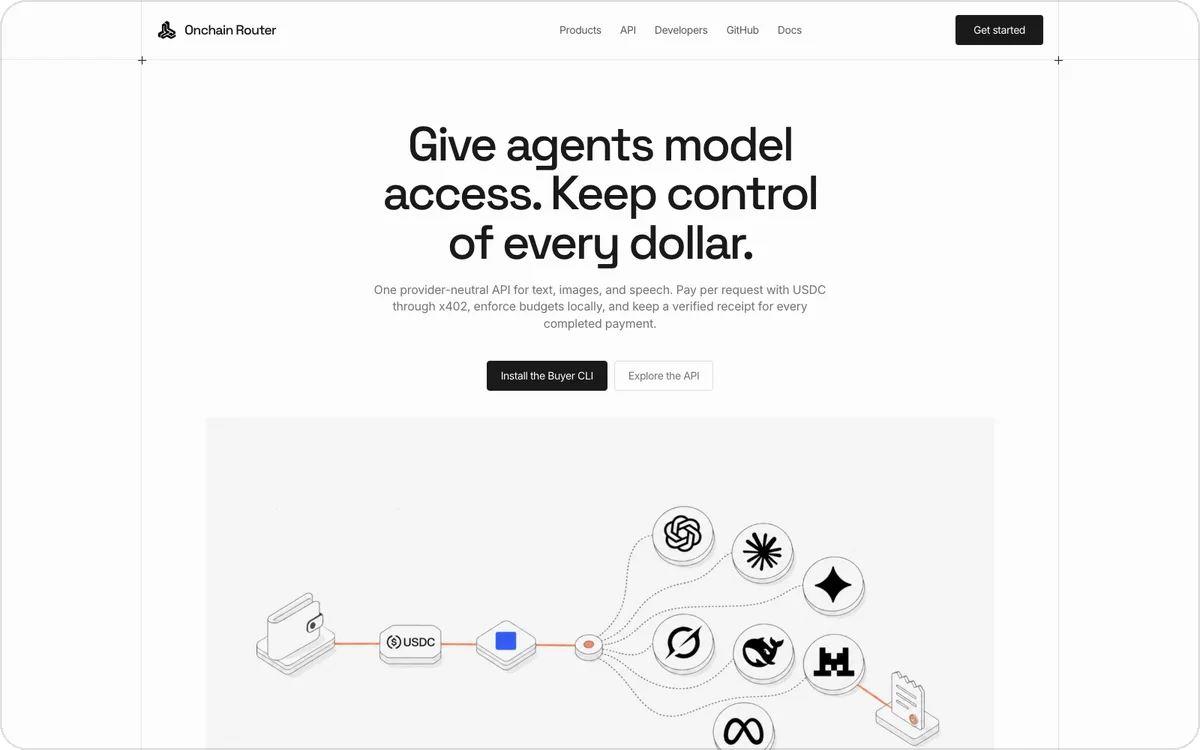 Onchain Router
Products
API
Developers
GitHub
Docs
Get started
Give agents model
access. Keep control
of every dollar.
One provider-neutral API for text, images, and speech. Pay per request with USDC
through x402, enforce budgets locally, and keep a verified receipt for every
completed payment.
Install the Buyer CLI
Explore the API
USDC